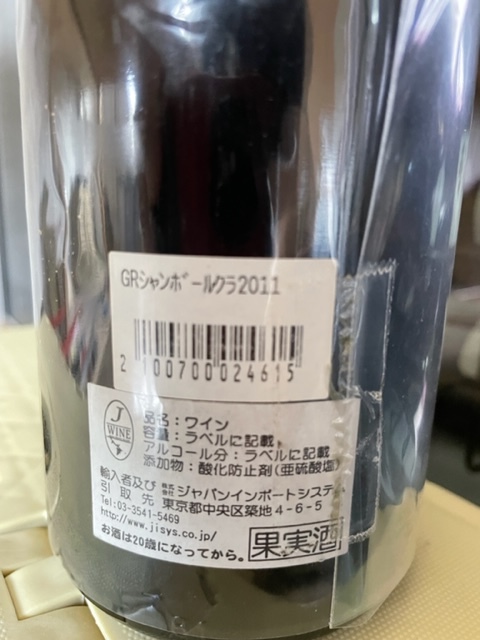 GRシャンボールクラ2011
2 100700 024615
J
WINE
品名：ワイン
容量：ラベルに記載
アルコール分：ラベルに記載
添加物：酸化防止剤(亜硫酸塩)
輸入者及び
引取先
株式会社 ジャパンインポートシステム
東京都中央区築地4-6-5
Tel:03-3541-5469
http://www.jisys.co.jp/
お酒は20歳になってから。
果実酒